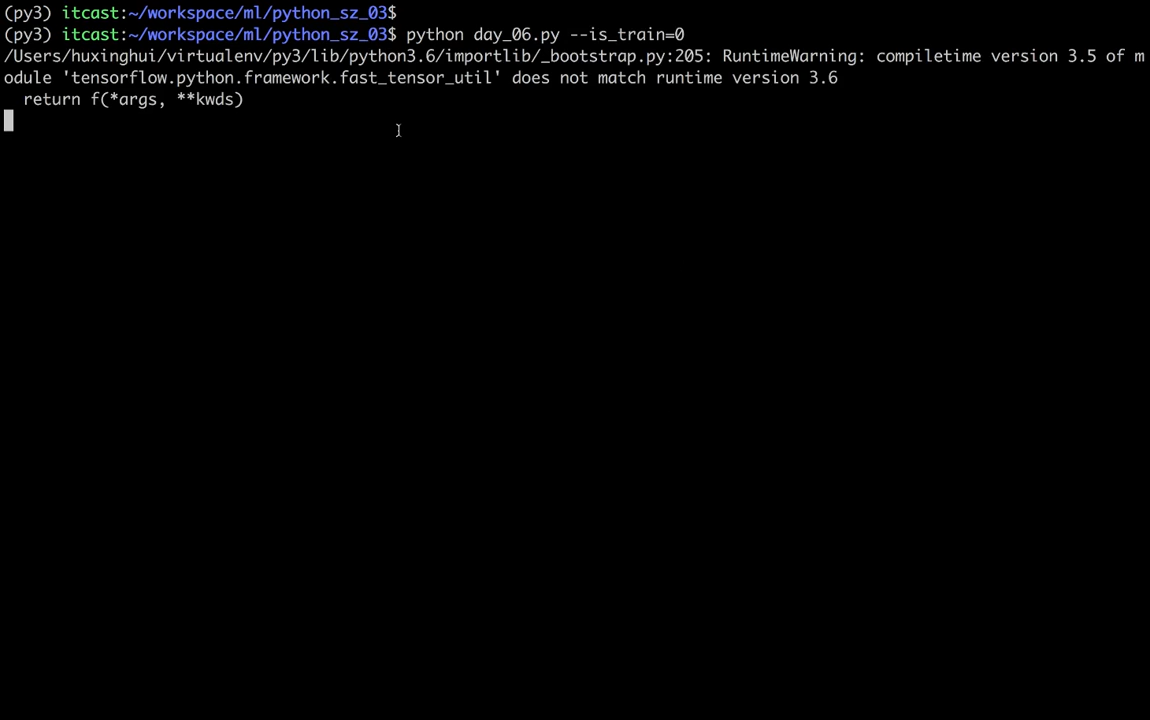 (py3) itcast:~/workspace/ml/python_sz_03$
(py3) itcast:~/workspace/ml/python_sz_03$ python day_06.py --is_train=0
/Users/huxinghui/virtualenv/py3/lib/python3.6/importlib/_bootstrap.py:205: RuntimeWarning: compiletime version 3.5 of m
odule 'tensorflow.python.framework.fast_tensor_util' does not match runtime version 3.6
  return f(*args, **kwds)